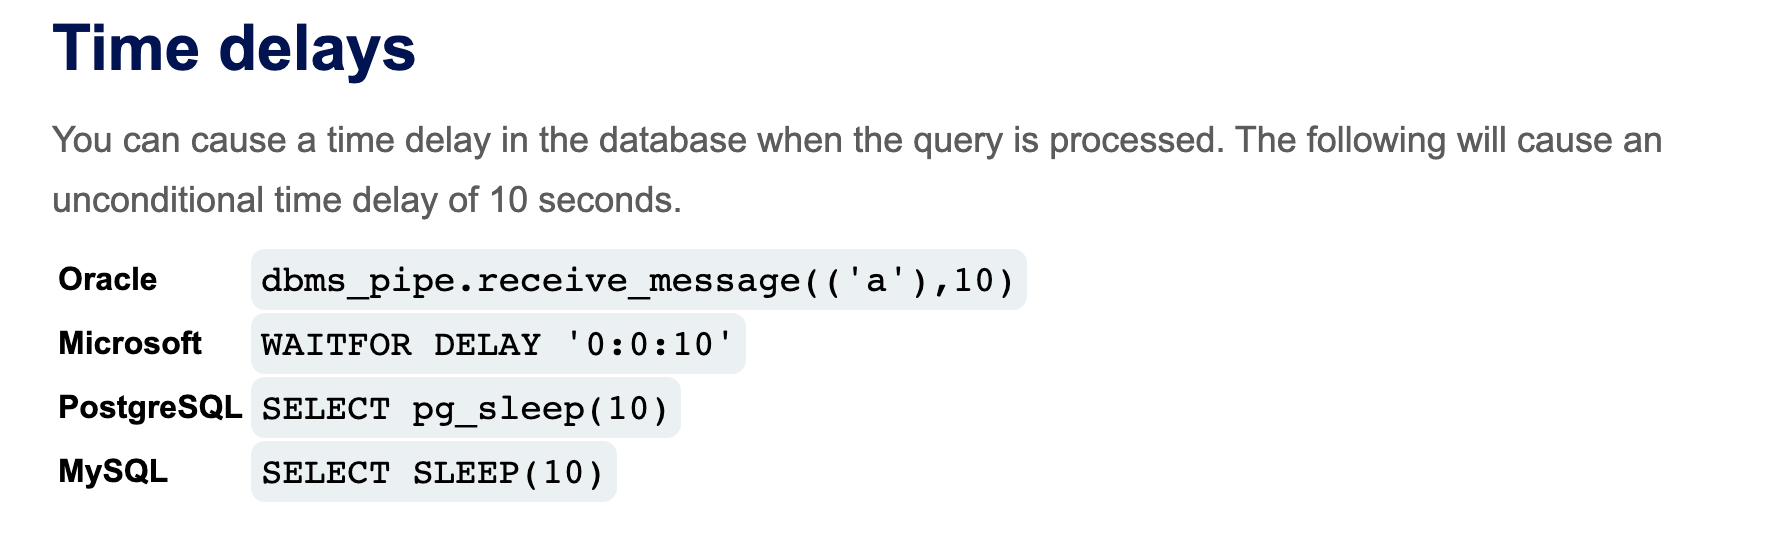 Time delays
You can cause a time delay in the database when the query is processed. The following will cause an
unconditional time delay of 10 seconds.
Oracle dbms_pipe.receive_message(('a'),10)
Microsoft WAITFOR DELAY '0:0:10'
PostgreSQL SELECT pg_sleep(10)
MySQL SELECT SLEEP(10)